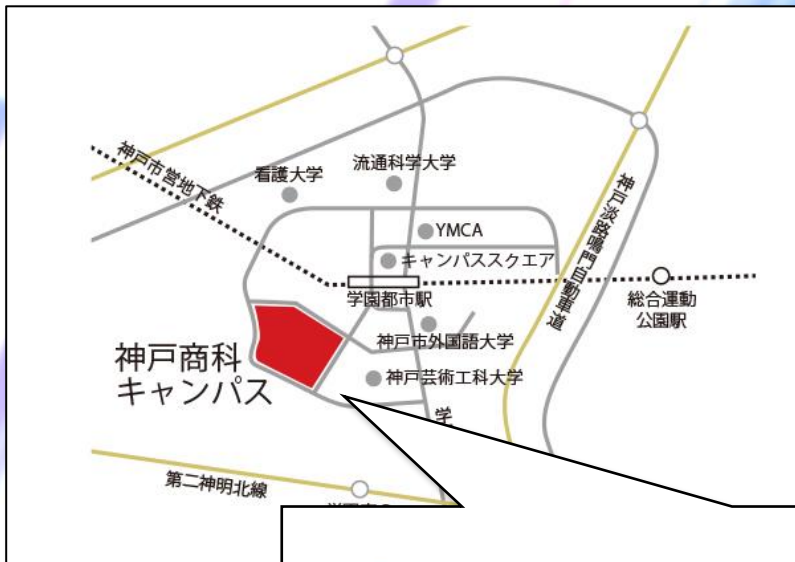 神戸市営地下鉄
看護大学
流通科学大学
YMCA
キャンパススクエア
学園都市駅
神戸淡路鳴門自動車道
総合運動
公園駅
神戸市外国語大学
神戸芸術工科大学
神戸商科
キャンパス
学
第二神明北線